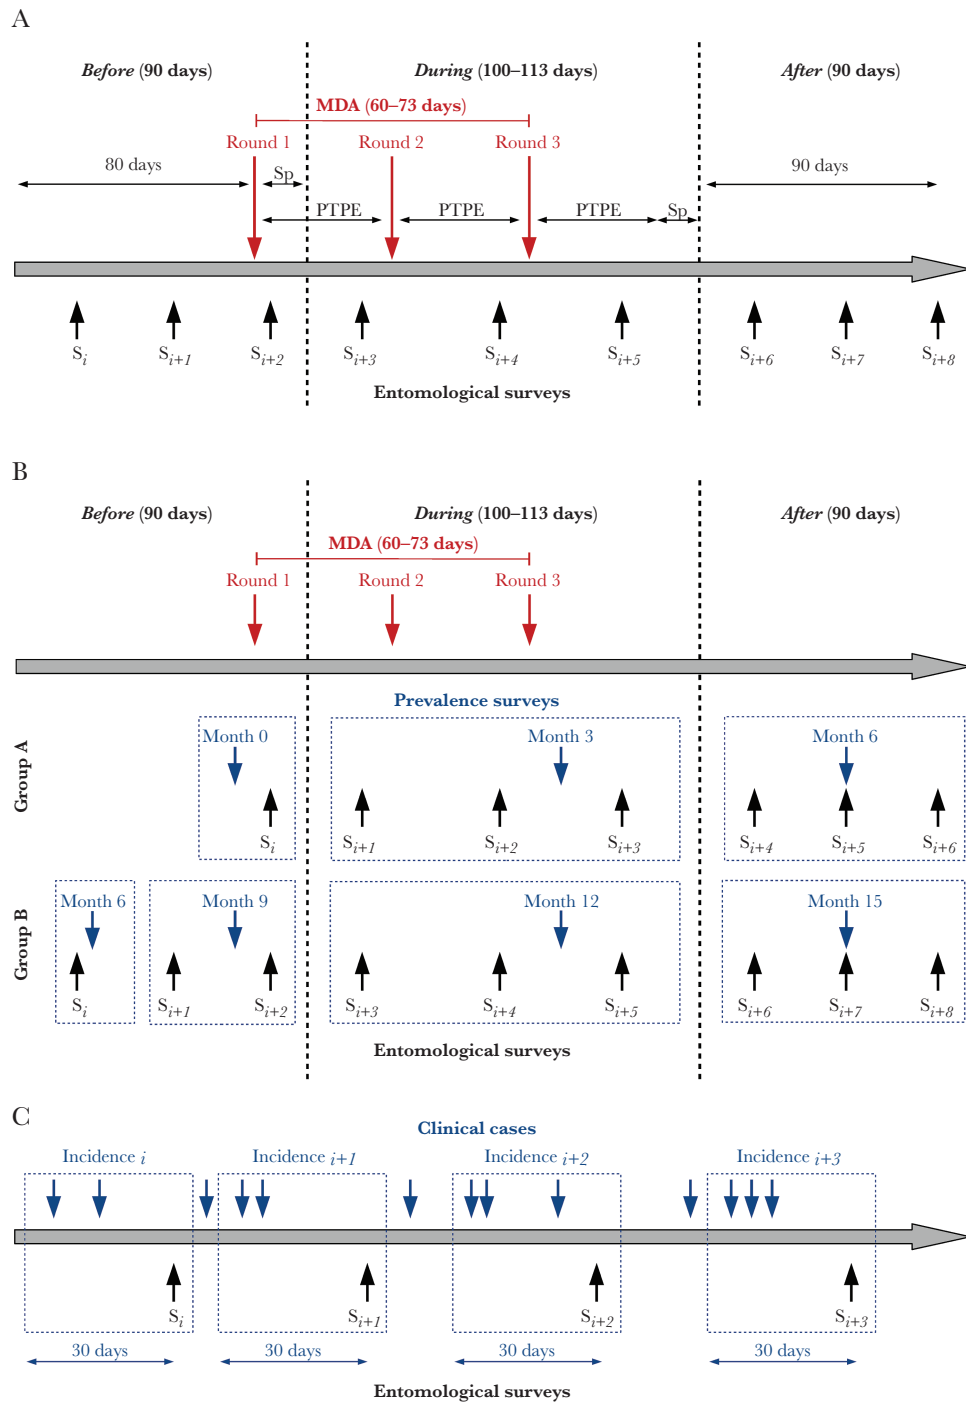 A
Before (90 days) During (100–113 days) After (90 days)
MDA (60–73 days)
Round 1 Round 2 Round 3
80 days Sp 90 days
PTPE PTPE PTPE Sp
Si Si+1 Si+2 Si+3 Si+4 Si+5 Si+6 Si+7 Si+8
Entomological surveys
B
Before (90 days) During (100–113 days) After (90 days)
MDA (60–73 days)
Round 1 Round 2 Round 3
Prevalence surveys
Group A
Month 0 Month 3 Month 6
Si Si+1 Si+2 Si+3 Si+4 Si+5 Si+6
Group B
Month 6 Month 9 Month 12 Month 15
Si Si+1 Si+2 Si+3 Si+4 Si+5 Si+6 Si+7 Si+8
Entomological surveys
C
Clinical cases
Incidence i Incidence i+1 Incidence i+2 Incidence i+3
Si Si+1 Si+2 Si+3
30 days 30 days 30 days 30 days
Entomological surveys